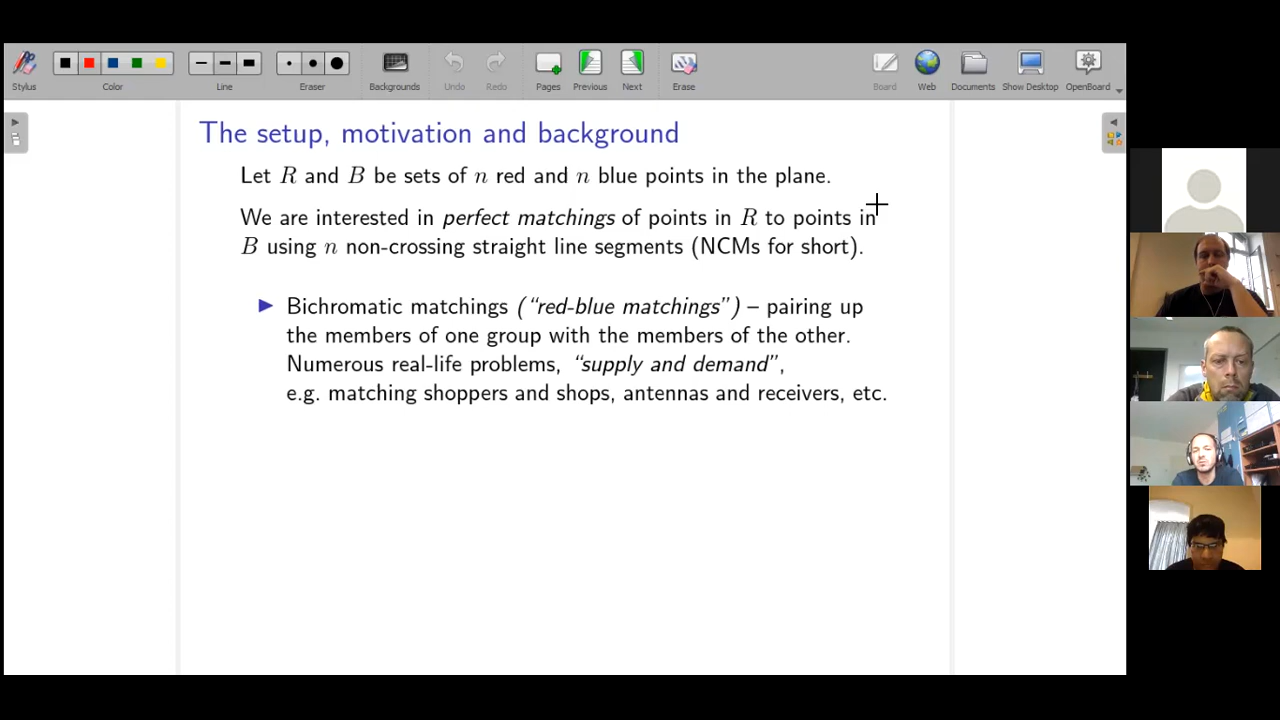 Stylus
Color
Line
Eraser
Backgrounds
Undo
Redo
Pages
Previous
Next
Erase
Board
Web
Documents
Show Desktop
OpenBoard
The setup, motivation and background
Let R and B be sets of n red and n blue points in the plane.
We are interested in perfect matchings of points in R to points in
B using n non-crossing straight line segments (NCMs for short).
Bichromatic matchings (“red-blue matchings”) – pairing up
the members of one group with the members of the other.
Numerous real-life problems, “supply and demand”,
e.g. matching shoppers and shops, antennas and receivers, etc.